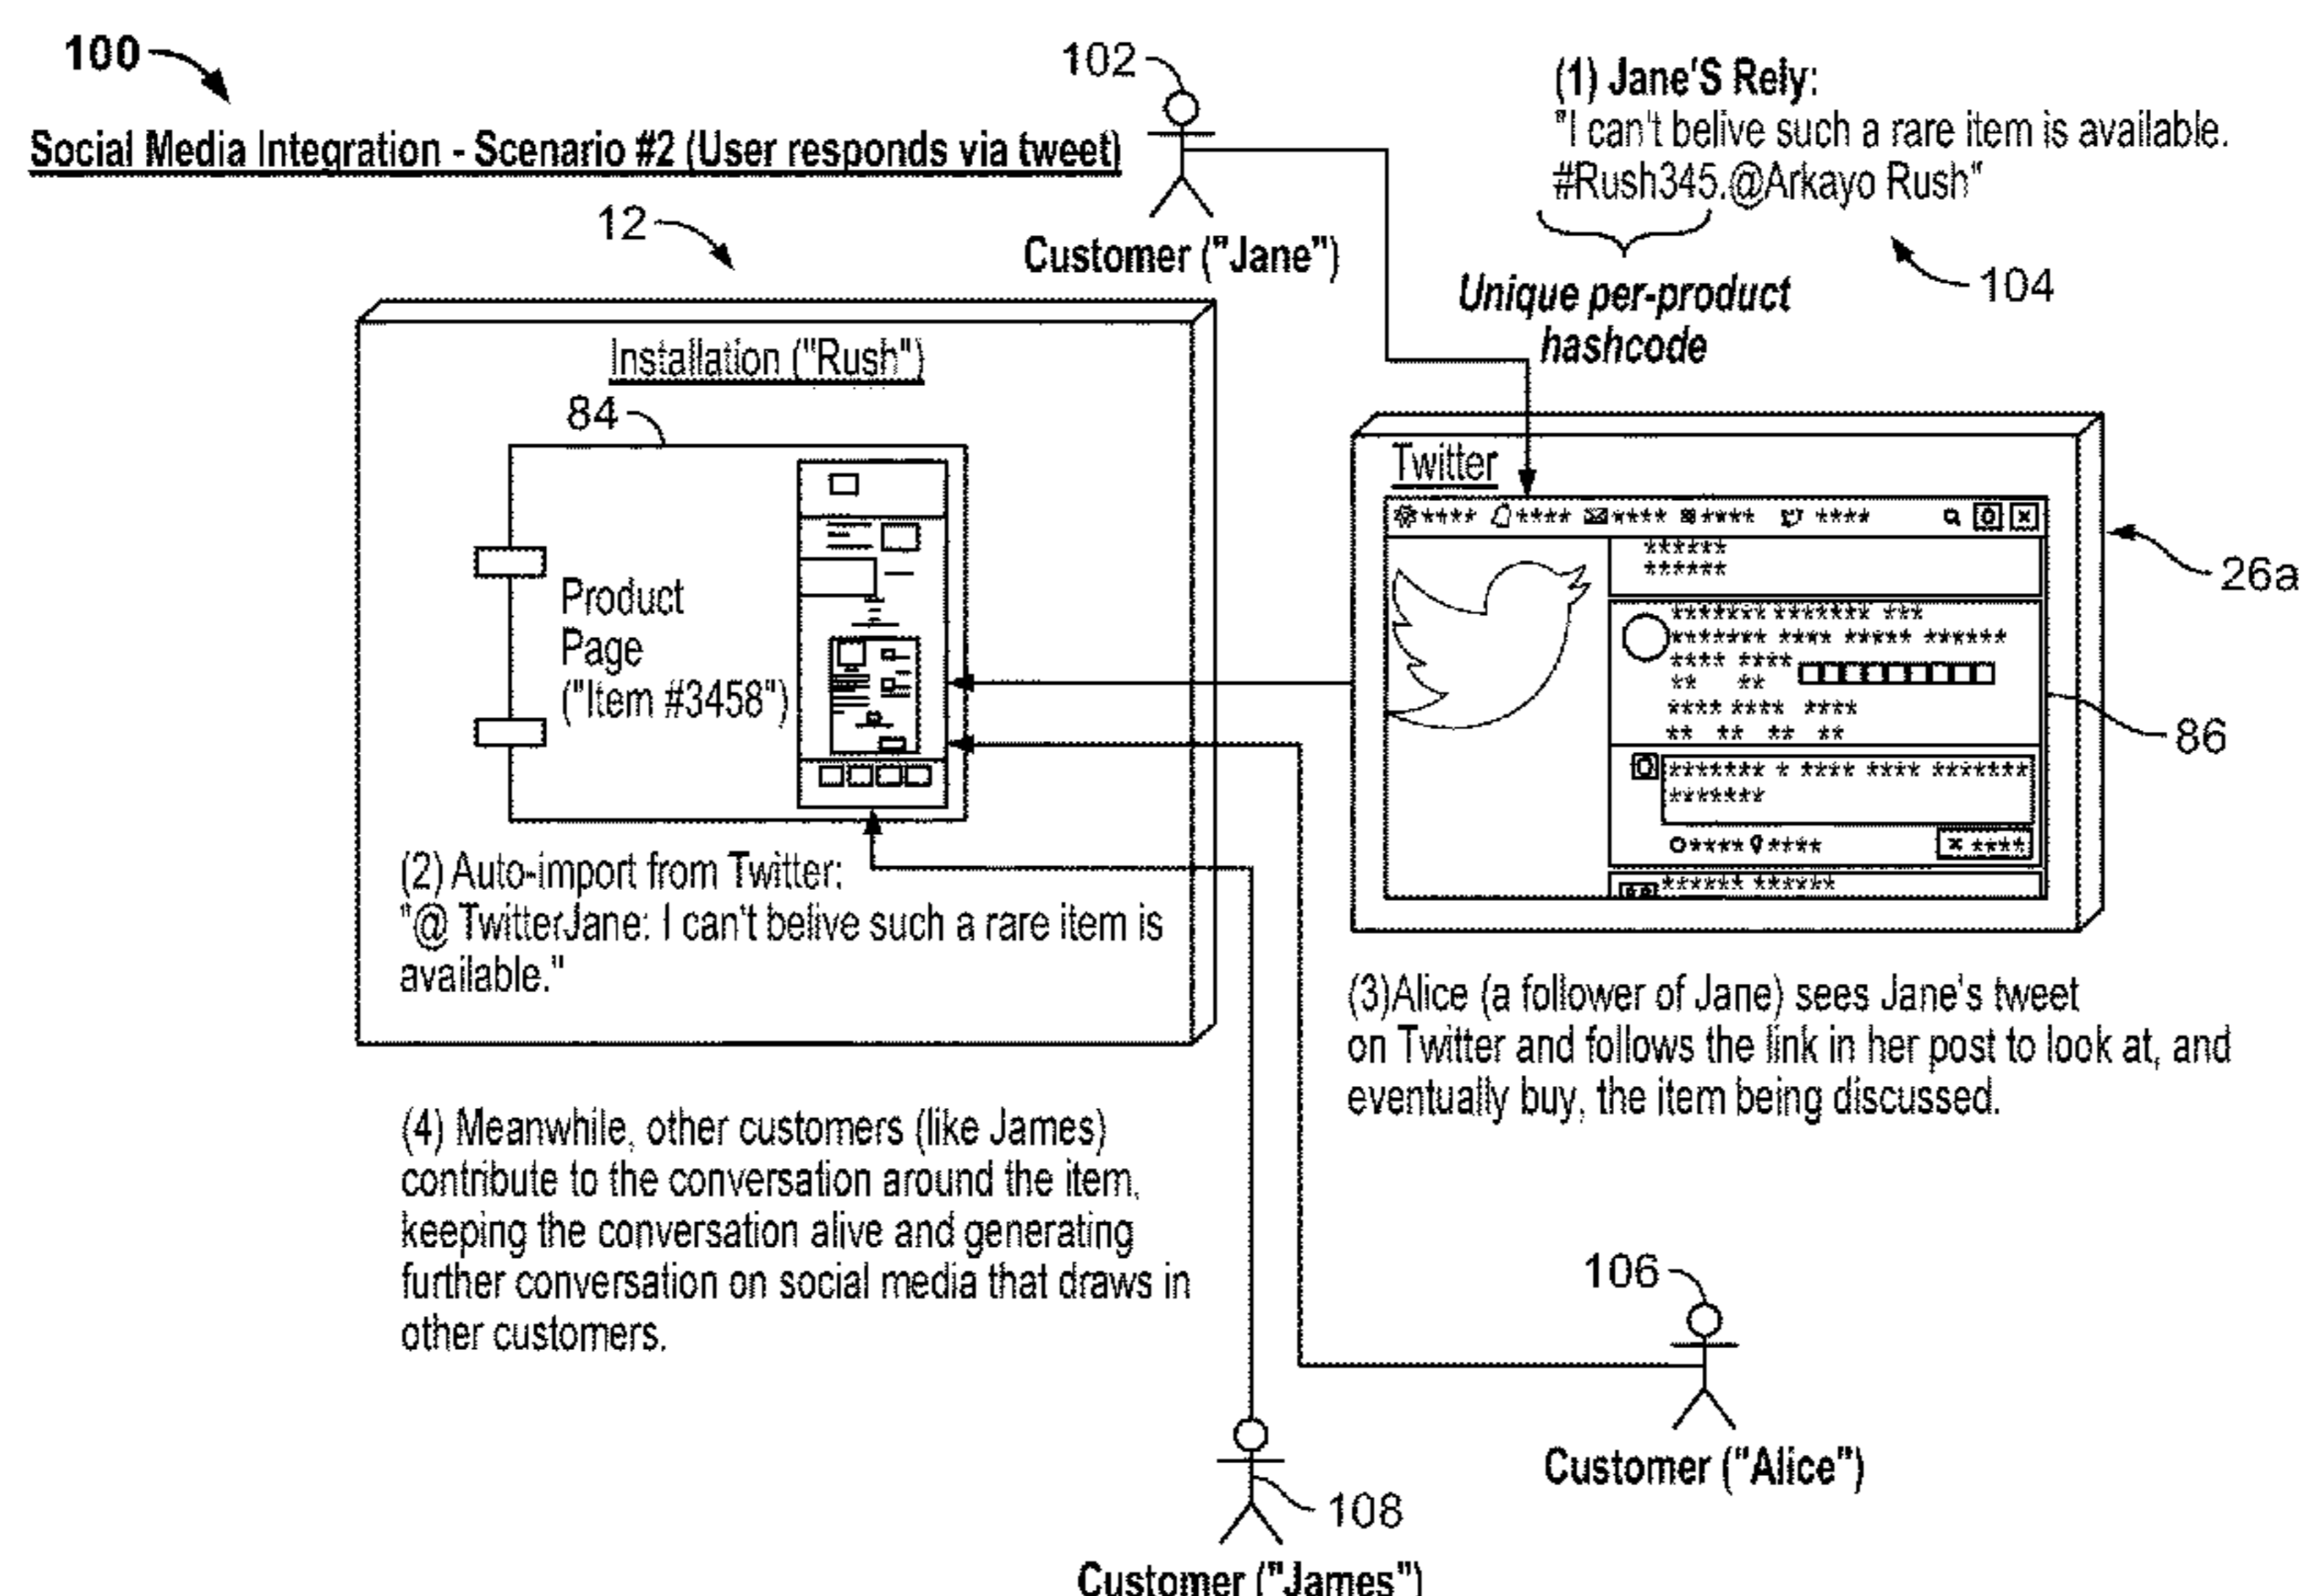 100
102
(1) Jane'S Rely:
"I can't belive such a rare item is available.
#Rush345.@Arkayo Rush"
Social Media Integration - Scenario #2 (User responds via tweet)
12
Customer ("Jane")
Unique per-product
hashcode
104
Installation ("Rush")
84
Twitter
**** **** **** **** ****
******
******
26a
Product
Page
("Item #3458")
******* ******* ***
******* **** ***** ******
**** ****
** **
**** **** ****
** ** ** **
86
******* * **** **** *******
*******
**** **** × ****
****** ******
(2) Auto-import from Twitter:
"@ TwitterJane: I can't belive such a rare item is
available."
(3)Alice (a follower of Jane) sees Jane's tweet
on Twitter and follows the link in her post to look at, and
eventually buy, the item being discussed.
(4) Meanwhile, other customers (like James)
contribute to the conversation around the item,
keeping the conversation alive and generating
further conversation on social media that draws in
other customers.
106
Customer ("Alice")
108
Customer ("James")